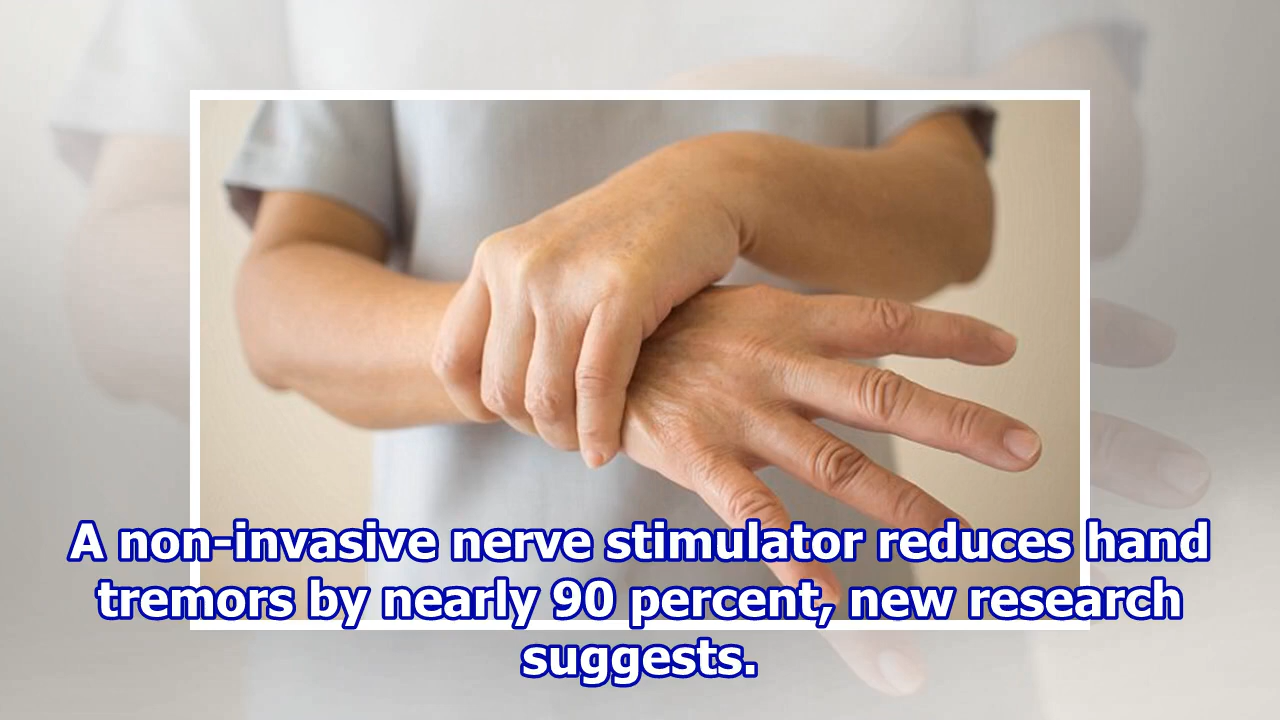 A non-invasive nerve stimulator reduces hand
tremors by nearly 90 percent, new research
suggests.